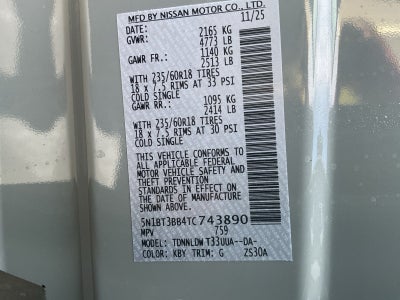 MFD BY NISSAN MOTOR CO., LTD.
DATE: 11/25
GVWR: 2165 KG
4773 LB
GAWR FR.: 1140 KG
2513 LB
WITH 235/60R18 TIRES
18 x 7.5 RIMS AT 33 PSI
COLD SINGLE
GAWR RR.: 1095 KG
2414 LB
WITH 235/60R18 TIRES
18 x 7.5 RIMS AT 30 PSI
COLD SINGLE
THIS VEHICLE CONFORMS TO
ALL APPLICABLE FEDERAL
MOTOR VEHICLE SAFETY AND
THEFT PREVENTION
STANDARDS IN EFFECT ON
THE DATE OF MANUFACTURE
SHOWN ABOVE.
5N1BT3BB4TC743890
MPV 759
MODEL: TDNNLDW T33UUA--DA-
COLOR: KBY TRIM: G ZS30A